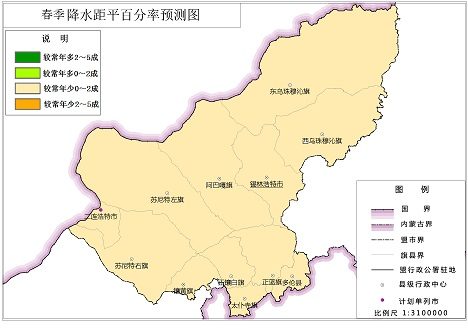 春季降水距平百分率预测图
说 明
较常年多2～5成
较常年多0～2成
较常年少0～2成
较常年少2～5成
东乌珠穆沁旗
西乌珠穆沁旗
阿巴嘎旗
锡林浩特市
苏尼特左旗
二连浩特市
苏尼特右旗
镶黄旗
白旗
正蓝旗
多伦县
太仆寺旗
图 例
国 界
内蒙古界
盟市界
旗县界
盟行政公署驻地
县级行政中心
计划单列市
比例尺 1:3100000